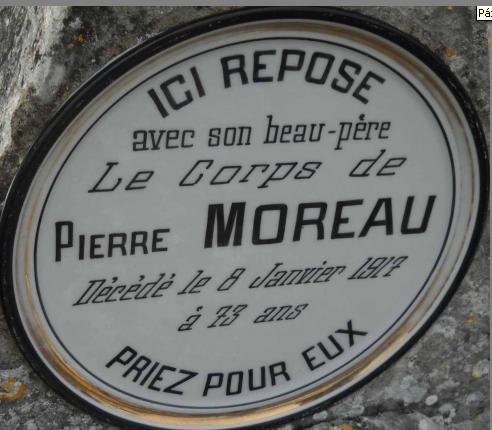 ICI REPOSE
avec son beau-père
Le Corps de
PIERRE MOREAU
Décédé le 8 Janvier 1917
à 73 ans
PRIEZ POUR EUX